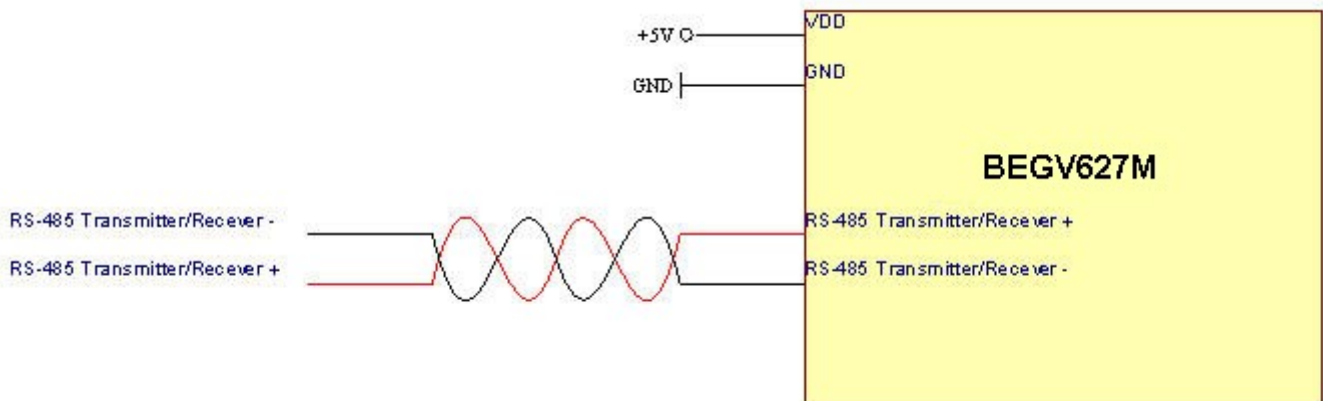 VDD
+5V
GND
GND
BEGV627M
RS-485 Transmitter/Recever -
RS-485 Transmitter/Recever +
RS-485 Transmitter/Recever +
RS-485 Transmitter/Recever -